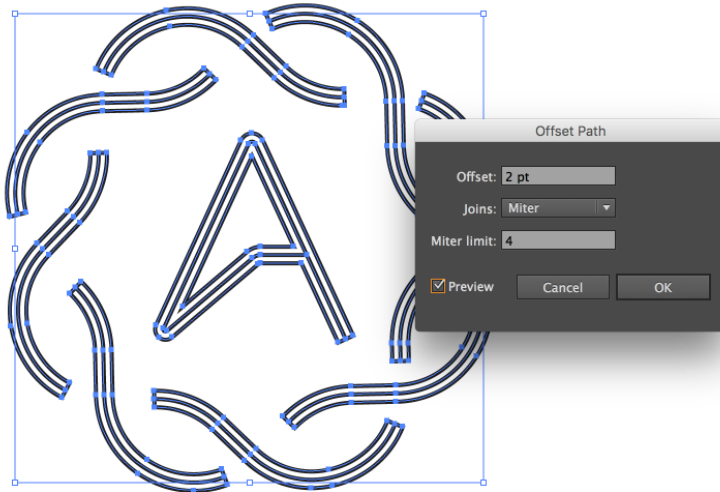 A
Offset Path
Offset: 2 pt
Joins: Miter
Miter limit: 4
Preview Cancel OK